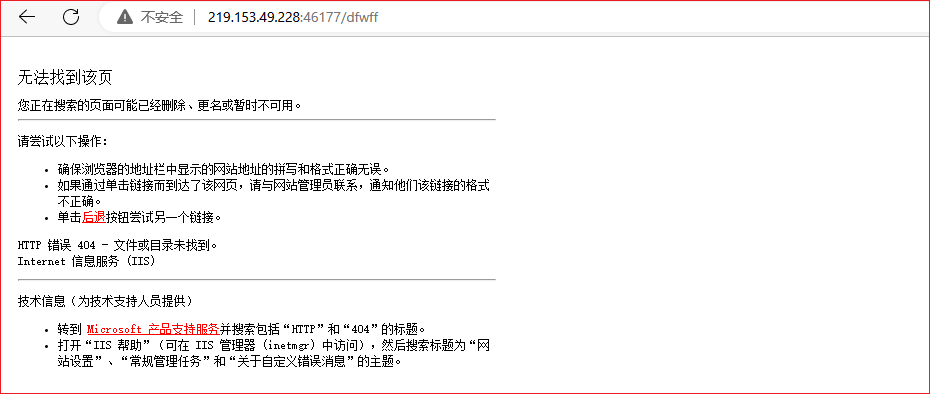 不安全 219.153.49.228:46177/dfwff
无法找到该页
您正在搜索的页面可能已经删除、更名或暂时不可用。
请尝试以下操作：
• 确保浏览器的地址栏中显示的网站地址的拼写和格式正确无误。
• 如果通过单击链接而到达了该网页，请与网站管理员联系，通知他们该链接的格式
不正确。
• 单击后退按钮尝试另一个链接。
HTTP 错误 404 - 文件或目录未找到。
Internet 信息服务 (IIS)
技术信息（为技术支持人员提供）
• 转到 Microsoft 产品支持服务并搜索包括“HTTP”和“404”的标题。
• 打开“IIS 帮助”（可在 IIS 管理器 (inetmgr) 中访问），然后搜索标题为“网
站设置”、“常规管理任务”和“关于自定义错误消息”的主题。